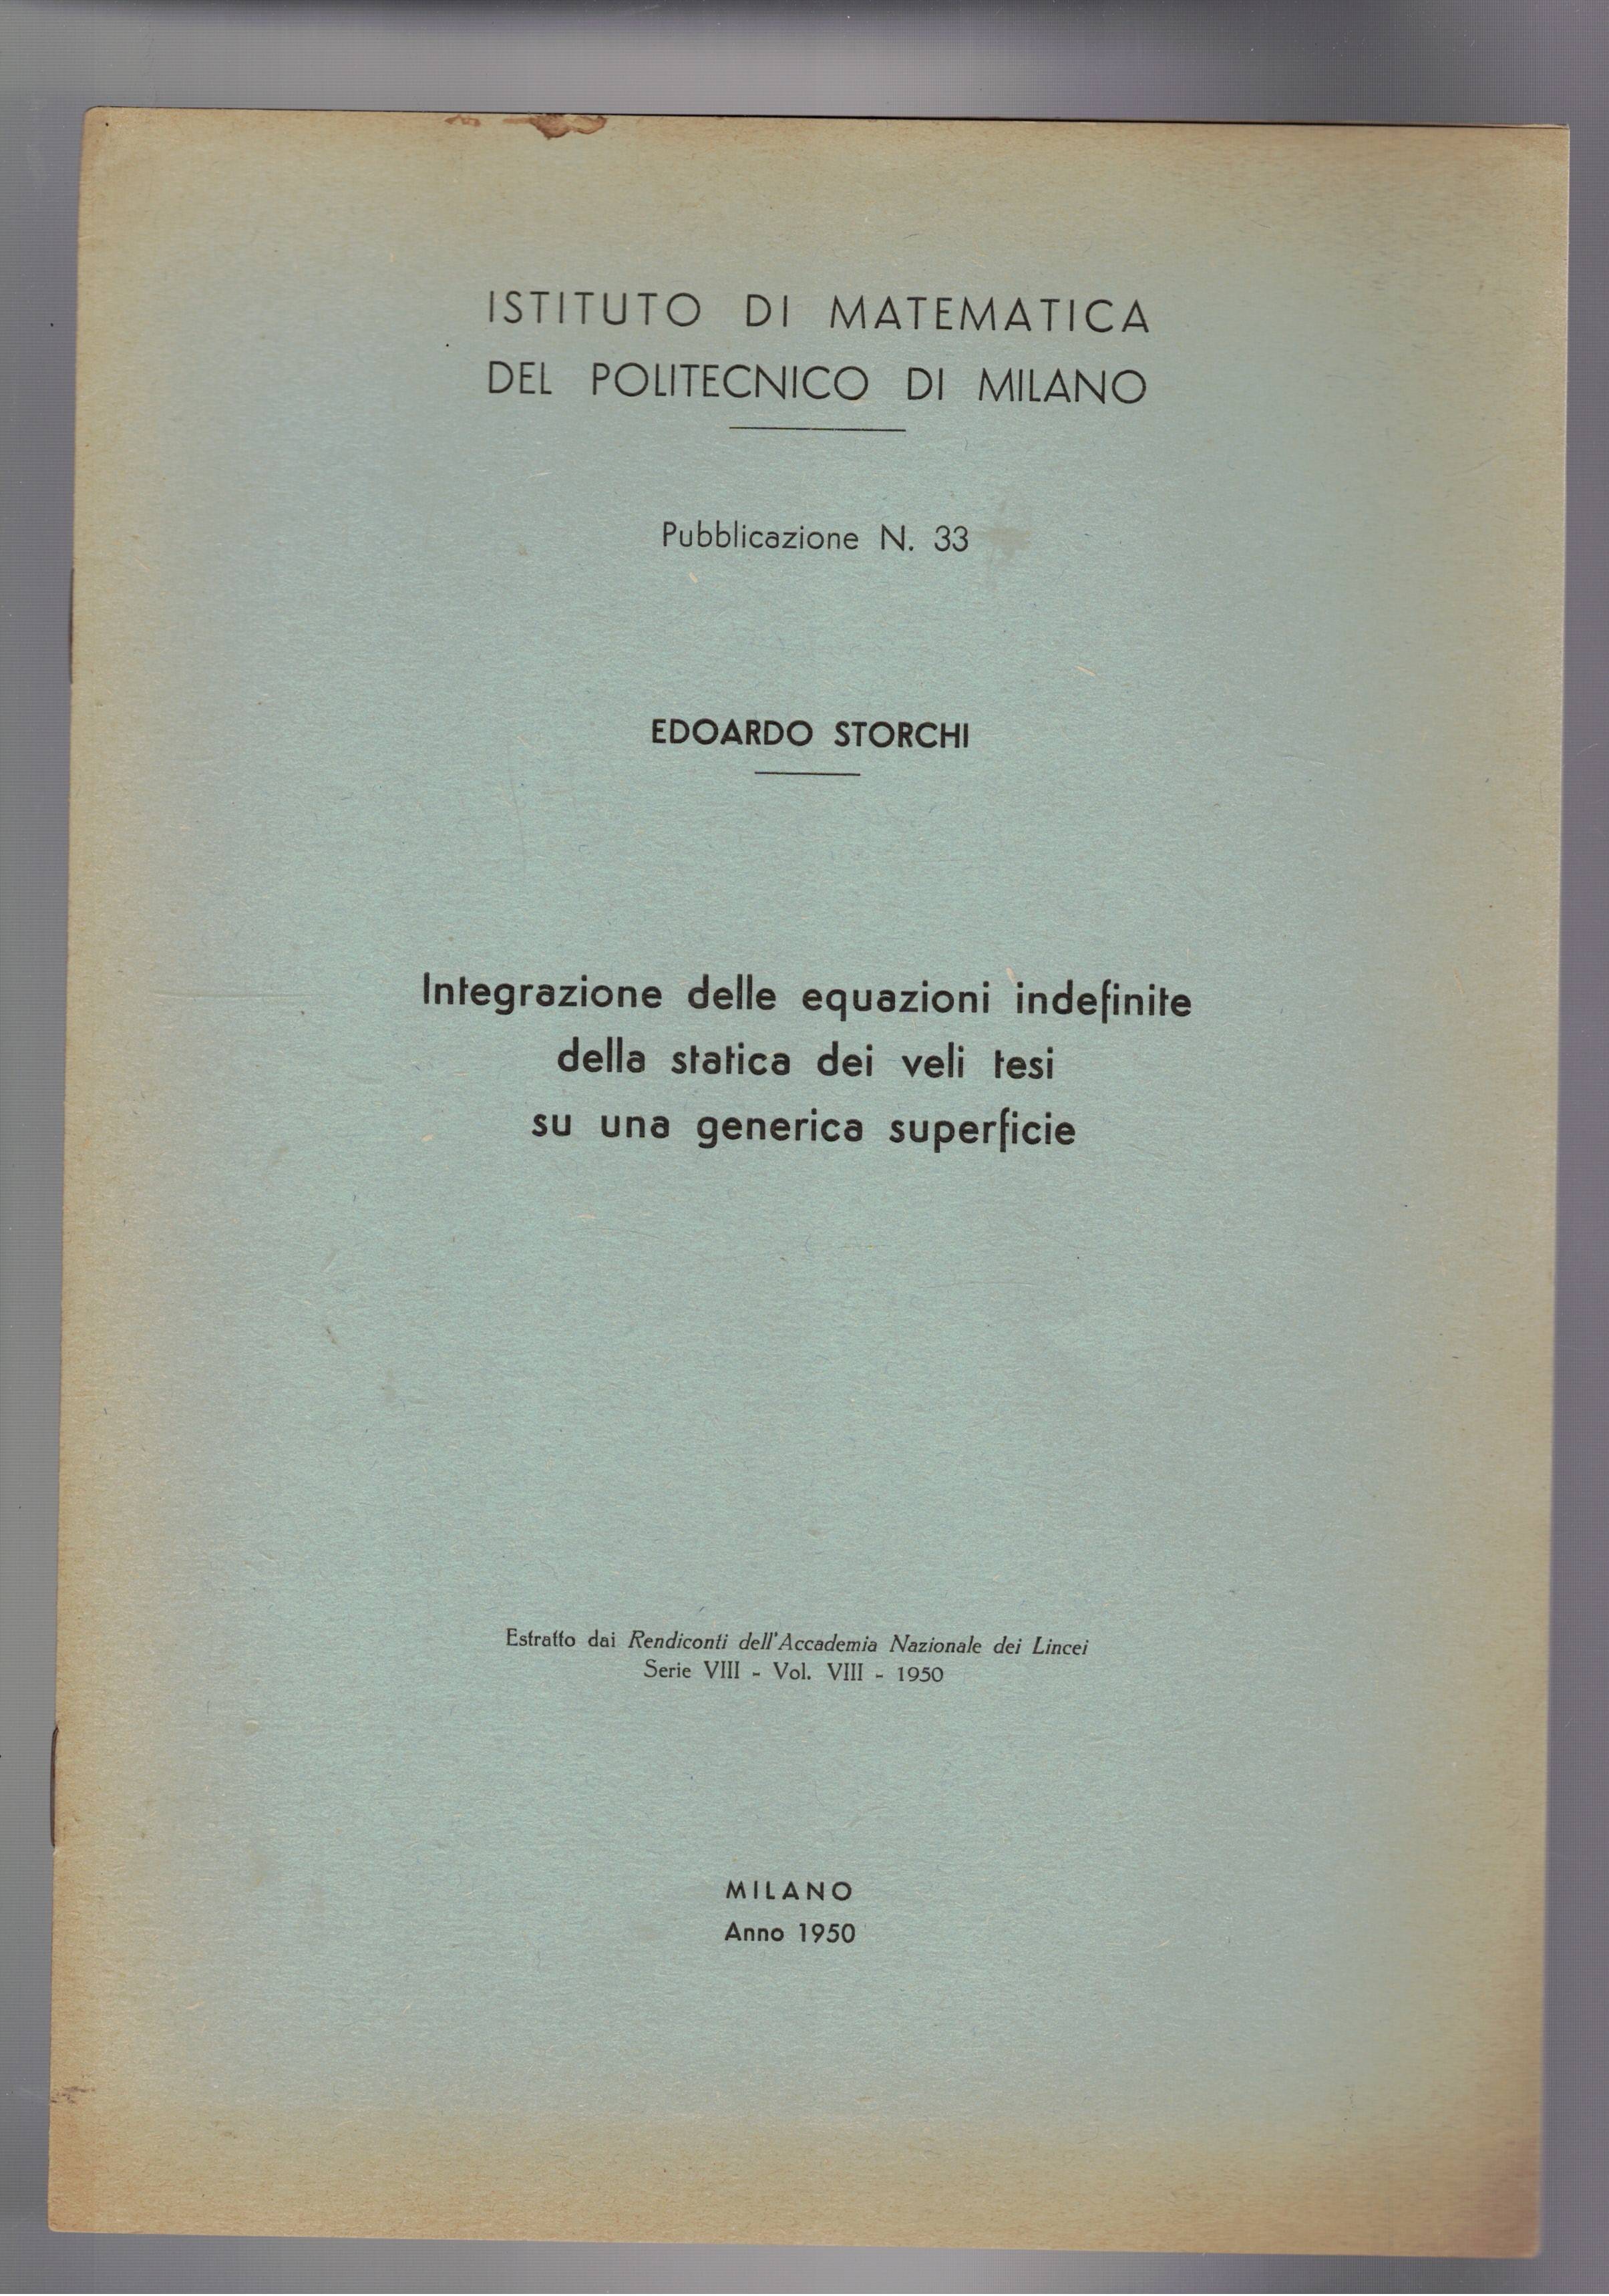 ISTITUTO DI MATEMATICA
DEL POLITECNICO DI MILANO
Pubblicazione N. 33
EDOARDO STORCHI
Integrazione delle equazioni indefinite
della statica dei veli tesi
su una generica superficie
Estratto dai Rendiconti dell'Accademia Nazionale dei Lincei
Serie VIII - Vol. VIII - 1950
MILANO
Anno 1950